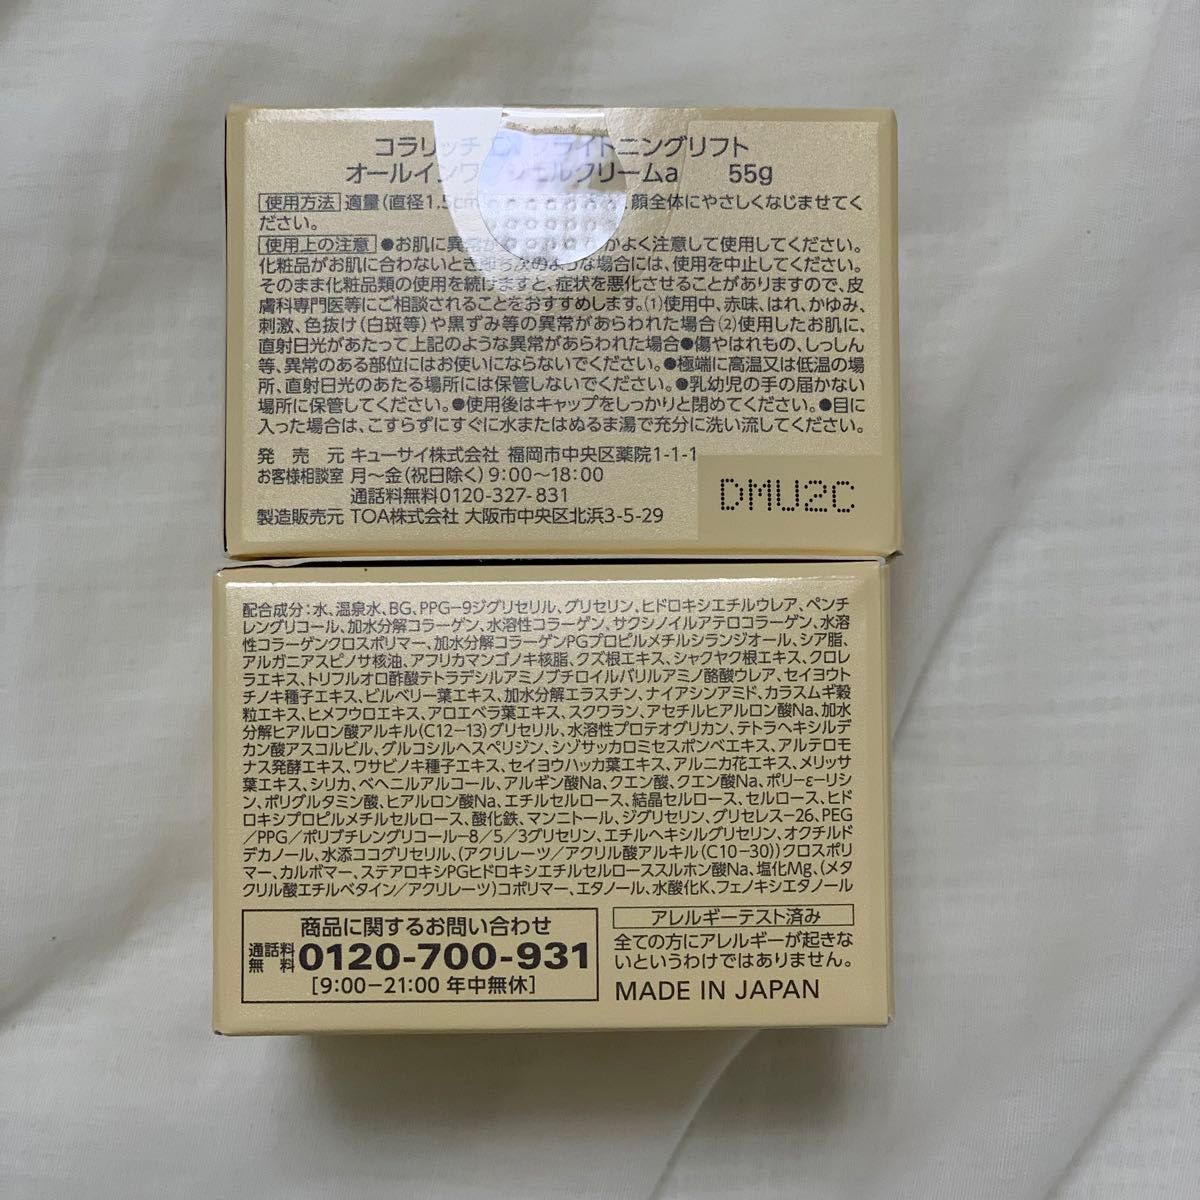 コラリッチ EX ブライトニングリフト
オールインワンジェルクリームa 55g
使用方法 適量(直径1.5cm 、顔全体にやさしくなじませてく
ださい。
使用上の注意 ●お肌に異常が かよく注意して使用してください。
化粧品がお肌に合わないとき即ち次のような場合には、使用を中止してください。
そのまま化粧品類の使用を続けますと、症状を悪化させることがありますので、皮
膚科専門医等にご相談されることをおすすめします。(1)使用中、赤味、はれ、かゆみ、
刺激、色抜け(白斑等)や黒ずみ等の異常があらわれた場合(2)使用したお肌に、
直射日光があたって上記のような異常があらわれた場合●傷やはれもの、しっしん
等、異常のある部位にはお使いにならないでください。●極端に高温又は低温の場
所、直射日光のあたる場所には保管しないでください。●乳幼児の手の届かない
場所に保管してください。●使用後はキャップをしっかりと閉めてください。●目に
入った場合は、こすらずにすぐに水またはぬるま湯で充分に洗い流してください。
発売元 キューサイ株式会社 福岡市中央区薬院1-1-1
お客様相談室 月〜金(祝日除く)9:00〜18:00
通話料無料0120-327-831
製造販売元 TOA株式会社 大阪市中央区北浜3-5-29
DMU2C
配合成分:水、温泉水、BG、PPG-9ジグリセリル、グリセリン、ヒドロキシエチルウレア、ペンチ
レングリコール、加水分解コラーゲン、水溶性コラーゲン、サクシノイルアテロコラーゲン、水溶
性コラーゲンクロスポリマー、加水分解コラーゲンPGプロピルメチルシランジオール、シア脂、
アルガニアスピノサ核油、アフリカマンゴノキ核脂、クズ根エキス、シャクヤク根エキス、クロレ
ラエキス、トリフルオロ酢酸テトラデシルアミノブチロイルバリルアミノ酪酸ウレア、セイヨウト
チノキ種子エキス、ビルベリー葉エキス、加水分解エラスチン、ナイアシンアミド、カラスムギ穀
粒エキス、ヒメフウロエキス、アロエベラ葉エキス、スクワラン、アセチルヒアルロン酸Na、加水
分解ヒアルロン酸アルキル(C12-13)グリセリル、水溶性プロテオグリカン、テトラヘキシルデ
カン酸アスコルビル、グルコシルヘスペリジン、シゾサッカロミセスポンベエキス、アルテロモ
ナス発酵エキス、ワサビノキ種子エキス、セイヨウハッカ葉エキス、アルニカ花エキス、メリッサ
葉エキス、シリカ、ベヘニルアルコール、アルギン酸Na、クエン酸、クエン酸Na、ポリ-ε-リシ
ン、ポリグルタミン酸、ヒアルロン酸Na、エチルセルロース、結晶セルロース、セルロース、ヒド
ロキシプロピルメチルセルロース、酸化鉄、マンニトール、ジグリセリン、グリセレス-26、PEG
/PPG/ポリブチレングリコール-8/5/3グリセリン、エチルヘキシルグリセリン、オクチルド
デカノール、水添ココグリセリル、(アクリレーツ/アクリル酸アルキル(C10-30))クロスポリ
マー、カルボマー、ステアロキシPGヒドロキシエチルセルローススルホン酸Na、塩化Mg、(メタ
クリル酸エチルベタイン/アクリレーツ)コポリマー、エタノール、水酸化K、フェノキシエタノール
商品に関するお問い合わせ
通話料無料 0120-700-931
[9:00-21:00 年中無休]
アレルギーテスト済み
全ての方にアレルギーが起きな
いというわけではありません。
MADE IN JAPAN